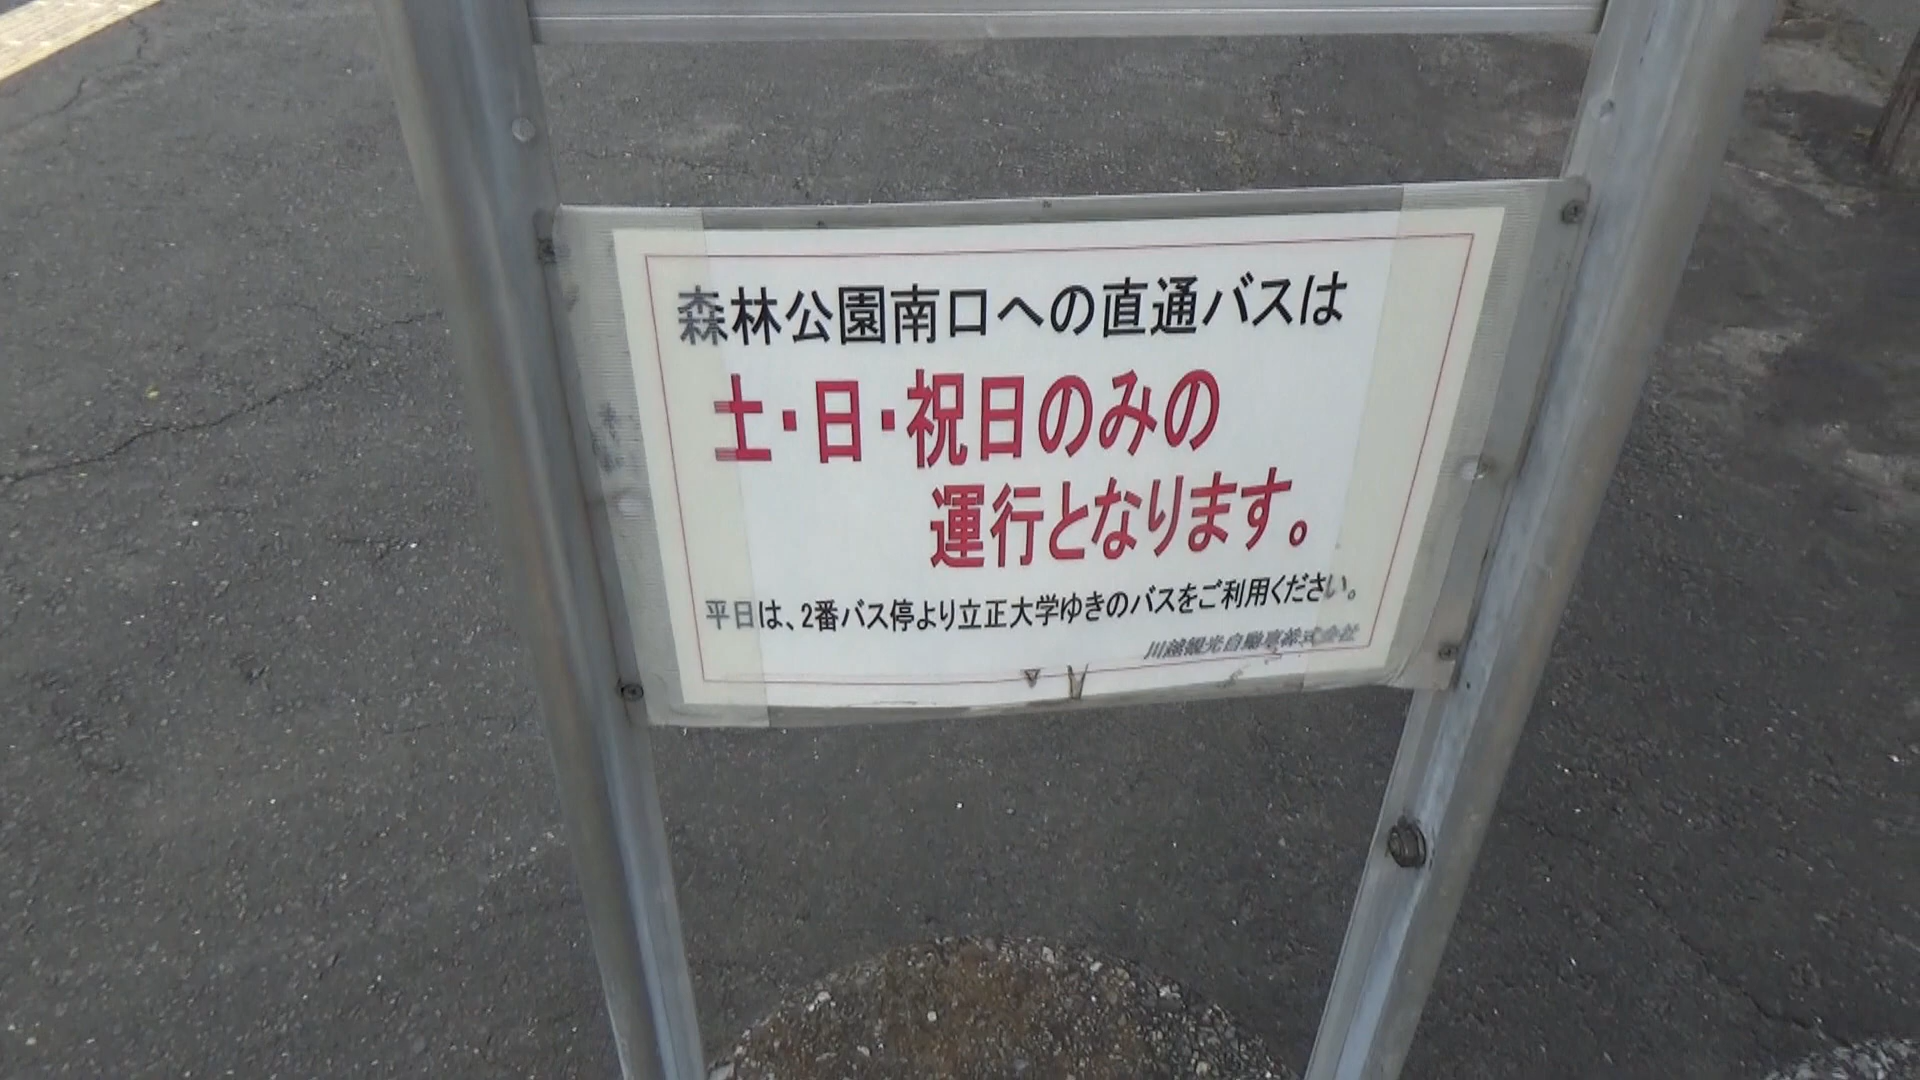 森林公園南口への直通バスは
土・日・祝日のみの
運行となります。
平日は、2番バス停より立正大学ゆきのバスをご利用ください。
川越観光自動車株式会社